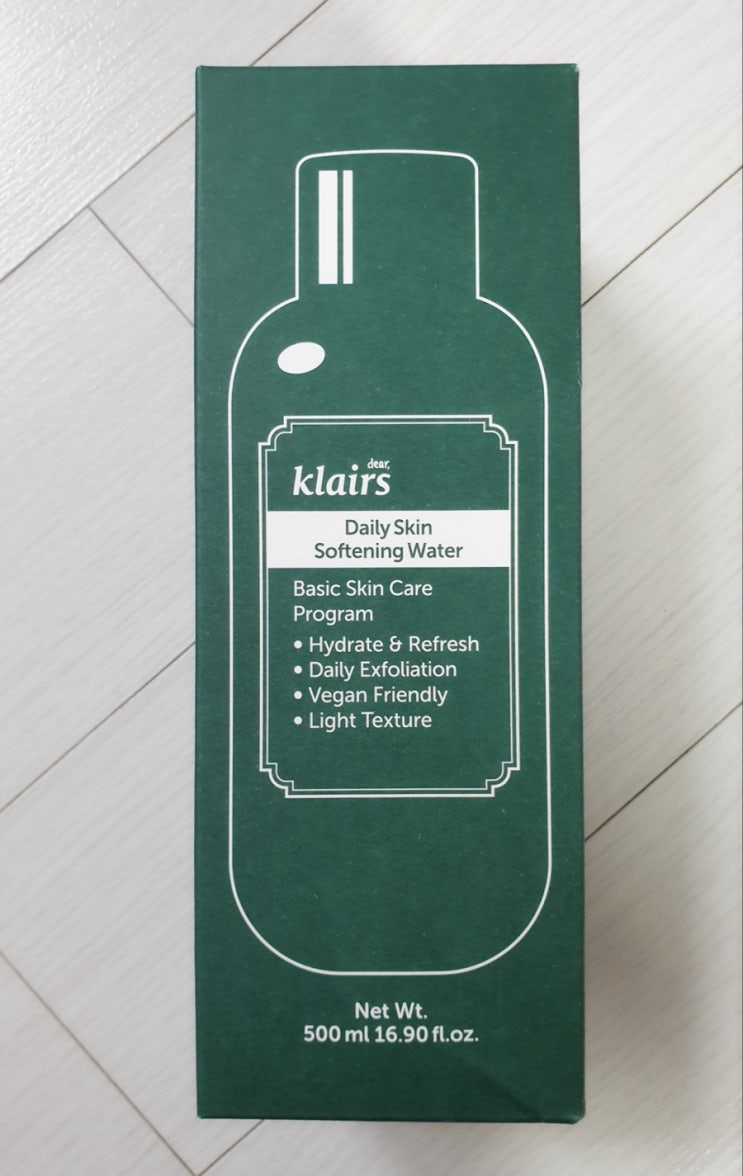 dear,
klairs
Daily Skin
Softening Water
Basic Skin Care
Program
• Hydrate & Refresh
• Daily Exfoliation
• Vegan Friendly
• Light Texture
Net Wt.
500 ml 16.90 fl.oz.